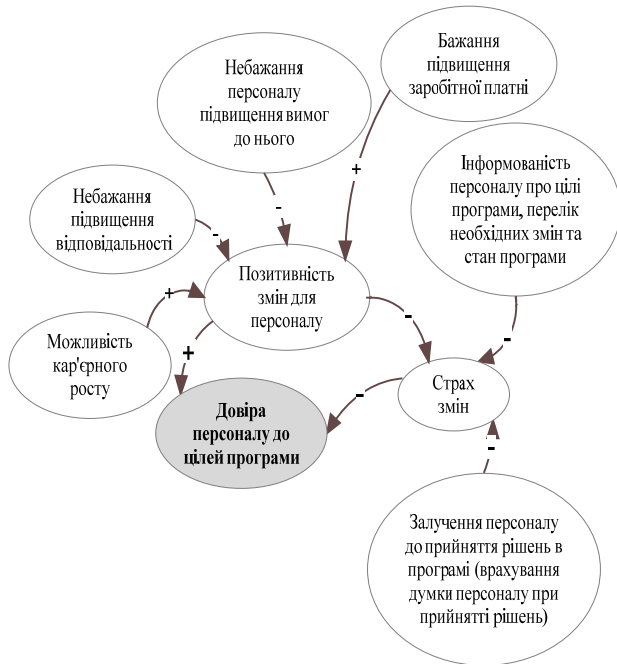 Бажання
підвищення
заробітної платні
Небажання
персоналу
підвищення вимог
до нього
+
Інформованість
персоналу про цілі
програми, перелік
необхідних змін та
стан програми
Небажання
підвищення
відповідальності
-
-
Позитивність
змін для
персоналу
+
-
-
Можливість
кар'єрного
росту
+
Страх
змін
-
Довіра
персоналу до
цілей програми
-
Залучення персоналу
до прийняття рішень в
програмі (врахування
думки персоналу при
прийнятті рішень)